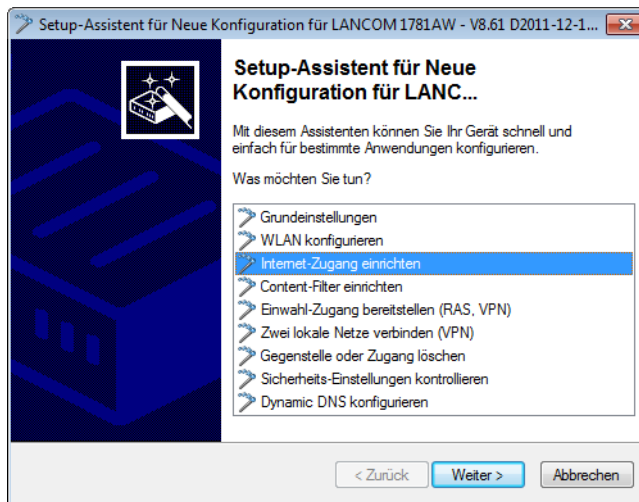 Setup-Assistent für Neue Konfiguration für LANCOM 1781AW - V8.61 D2011-12-1...
Setup-Assistent für Neue
Konfiguration für LANC...
Mit diesem Assistenten können Sie Ihr Gerät schnell und
einfach für bestimmte Anwendungen konfigurieren.
Was möchten Sie tun?
Grundeinstellungen
WLAN konfigurieren
Internet-Zugang einrichten
Content-Filter einrichten
Einwahl-Zugang bereitstellen (RAS, VPN)
Zwei lokale Netze verbinden (VPN)
Gegenstelle oder Zugang löschen
Sicherheits-Einstellungen kontrollieren
Dynamic DNS konfigurieren
< Zurück Weiter > Abbrechen